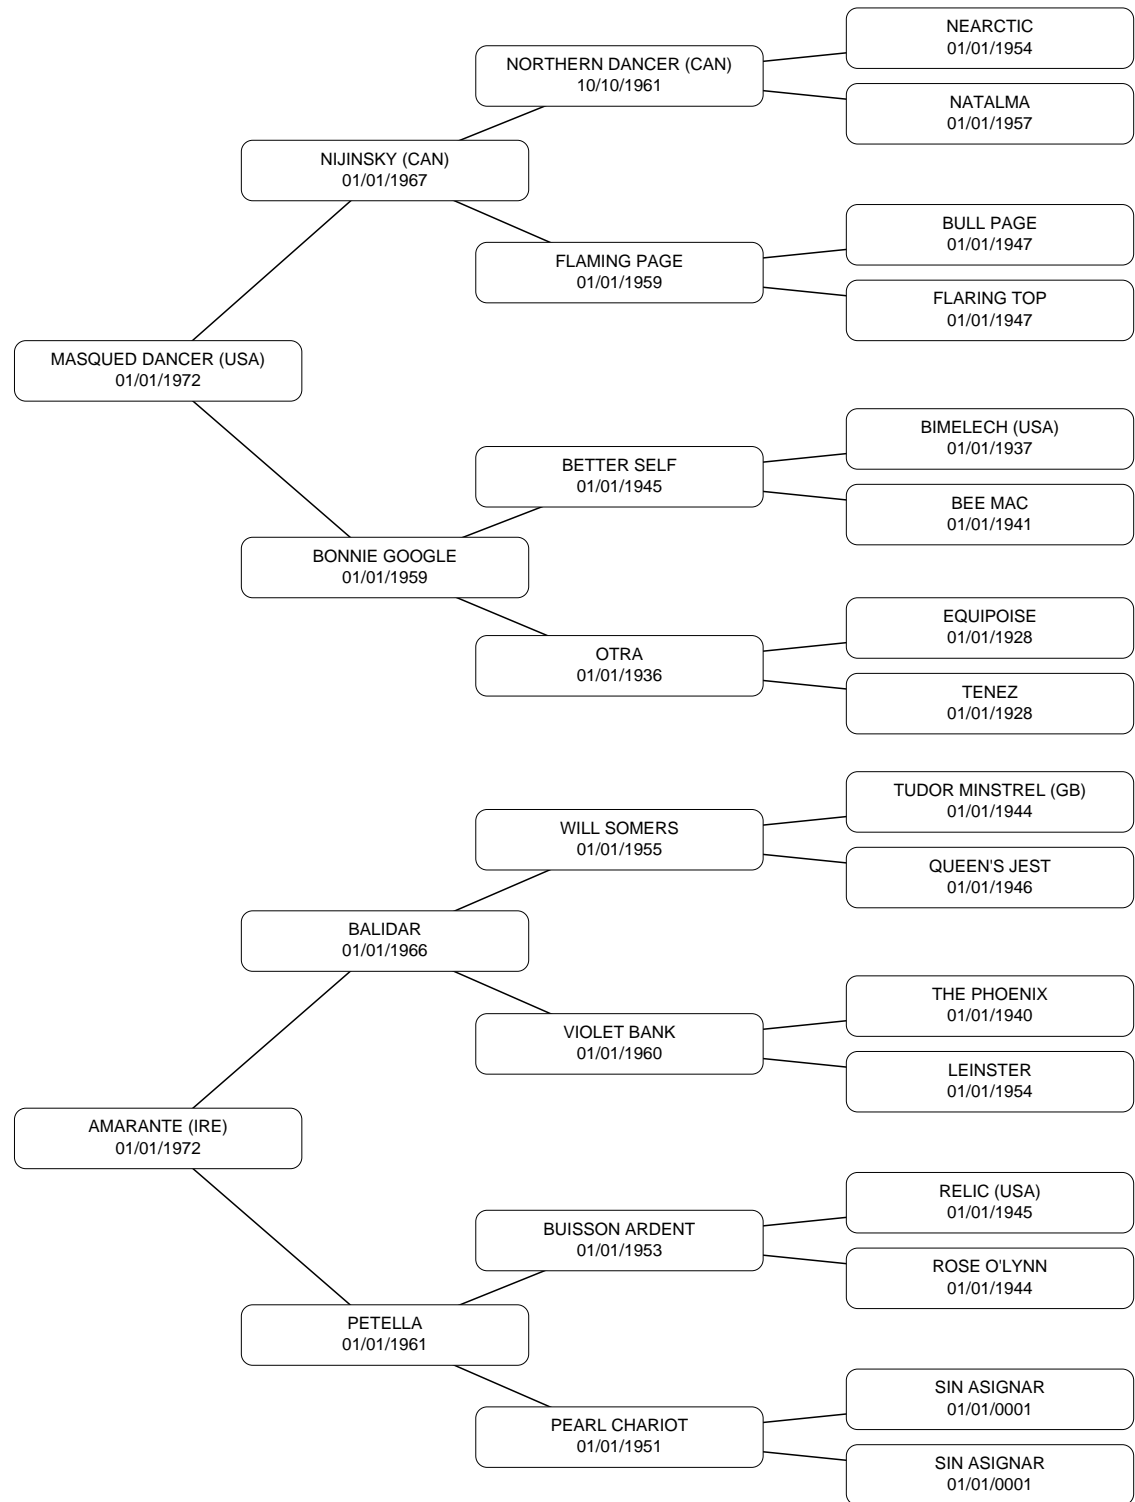 NEARCTIC
01/01/1954
NORTHERN DANCER (CAN)
10/10/1961
NATALMA
01/01/1957
NIJINSKY (CAN)
01/01/1967
BULL PAGE
01/01/1947
FLAMING PAGE
01/01/1959
FLARING TOP
01/01/1947
MASQUED DANCER (USA)
01/01/1972
BIMELECH (USA)
01/01/1937
BETTER SELF
01/01/1945
BEE MAC
01/01/1941
BONNIE GOOGLE
01/01/1959
EQUIPOISE
01/01/1928
OTRA
01/01/1936
TENEZ
01/01/1928
TUDOR MINSTREL (GB)
01/01/1944
WILL SOMERS
01/01/1955
QUEEN'S JEST
01/01/1946
BALIDAR
01/01/1966
THE PHOENIX
01/01/1940
VIOLET BANK
01/01/1960
LEINSTER
01/01/1954
AMARANTE (IRE)
01/01/1972
RELIC (USA)
01/01/1945
BUISSON ARDENT
01/01/1953
ROSE O'LYNN
01/01/1944
PETELLA
01/01/1961
SIN ASIGNAR
01/01/0001
PEARL CHARIOT
01/01/1951
SIN ASIGNAR
01/01/0001